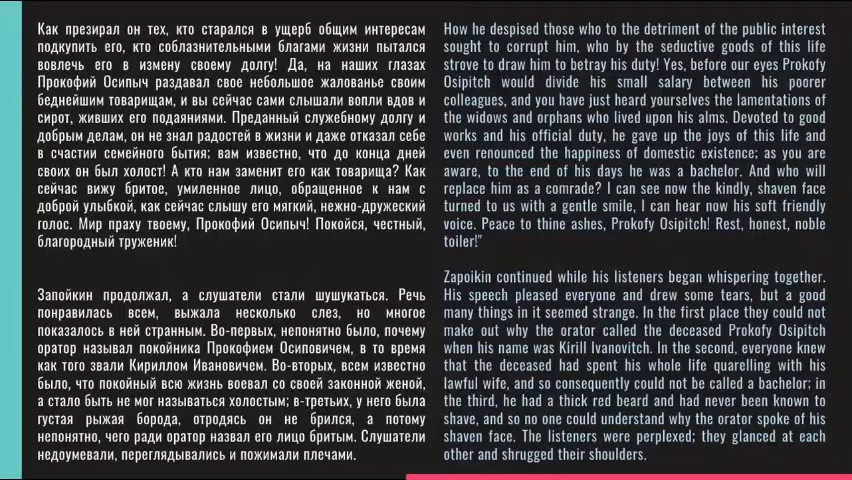 Как презирал он тех, кто старался в ущерб общим интересам
подкупить его, кто соблазнительными благами жизни пытался
вовлечь его в измену своему долгу! Да, на наших глазах
Прокофий Осипыч раздавал свое небольшое жалованье своим
беднейшим товарищам, и вы сейчас сами слышали вопли вдов и
сирот, живших его подаяниями. Преданный служебному долгу и
добрым делам, он не знал радостей в жизни и даже отказал себе
в счастии семейного бытия; вам известно, что до конца дней
своих он был холост! А кто нам заменит его как товарища? Как
сейчас вижу бритое, умиленное лицо, обращенное к нам с
доброй улыбкой, как сейчас слышу его мягкий, нежно-дружеский
голос. Мир праху твоему, Прокофий Осипыч! Покойся, честный,
благородный труженик!
Запойкин продолжал, а слушатели стали шушукаться. Речь
понравилась всем, выжала несколько слез, но многое
показалось в ней странным. Во-первых, непонятно было, почему
оратор называл покойника Прокофием Осиповичем, в то время
как того звали Кириллом Ивановичем. Во-вторых, всем известно
было, что покойный всю жизнь воевал со своей законной женой,
а стало быть не мог называться холостым; в-третьих, у него была
густая рыжая борода, отродясь он не брился, а потому
непонятно, чего ради оратор назвал его лицо бритым. Слушатели
недоумевали, переглядывались и пожимали плечами.
How he despised those who to the detriment of the public interest
sought to corrupt him, who by the seductive goods of this life
strove to draw him to betray his duty! Yes, before our eyes Prokofy
Osipitch would divide his small salary between his poorer
colleagues, and you have just heard yourselves the lamentations of
the widows and orphans who lived upon his alms. Devoted to good
works and his official duty, he gave up the joys of this life and
even renounced the happiness of domestic existence; as you are
aware, to the end of his days he was a bachelor. And who will
replace him as a comrade? I can see now the kindly, shaven face
turned to us with a gentle smile, I can hear now his soft friendly
voice. Peace to thine ashes, Prokofy Osipitch! Rest, honest, noble
toiler!"
Zapoikin continued while his listeners began whispering together.
His speech pleased everyone and drew some tears, but a good
many things in it seemed strange. In the first place they could not
make out why the orator called the deceased Prokofy Osipitch
when his name was Kirill Ivanovitch. In the second, everyone knew
that the deceased had spent his whole life quarelling with his
lawful wife, and so consequently could not be called a bachelor; in
the third, he had a thick red beard and had never been known to
shave, and so no one could understand why the orator spoke of his
shaven face. The listeners were perplexed; they glanced at each
other and shrugged their shoulders.